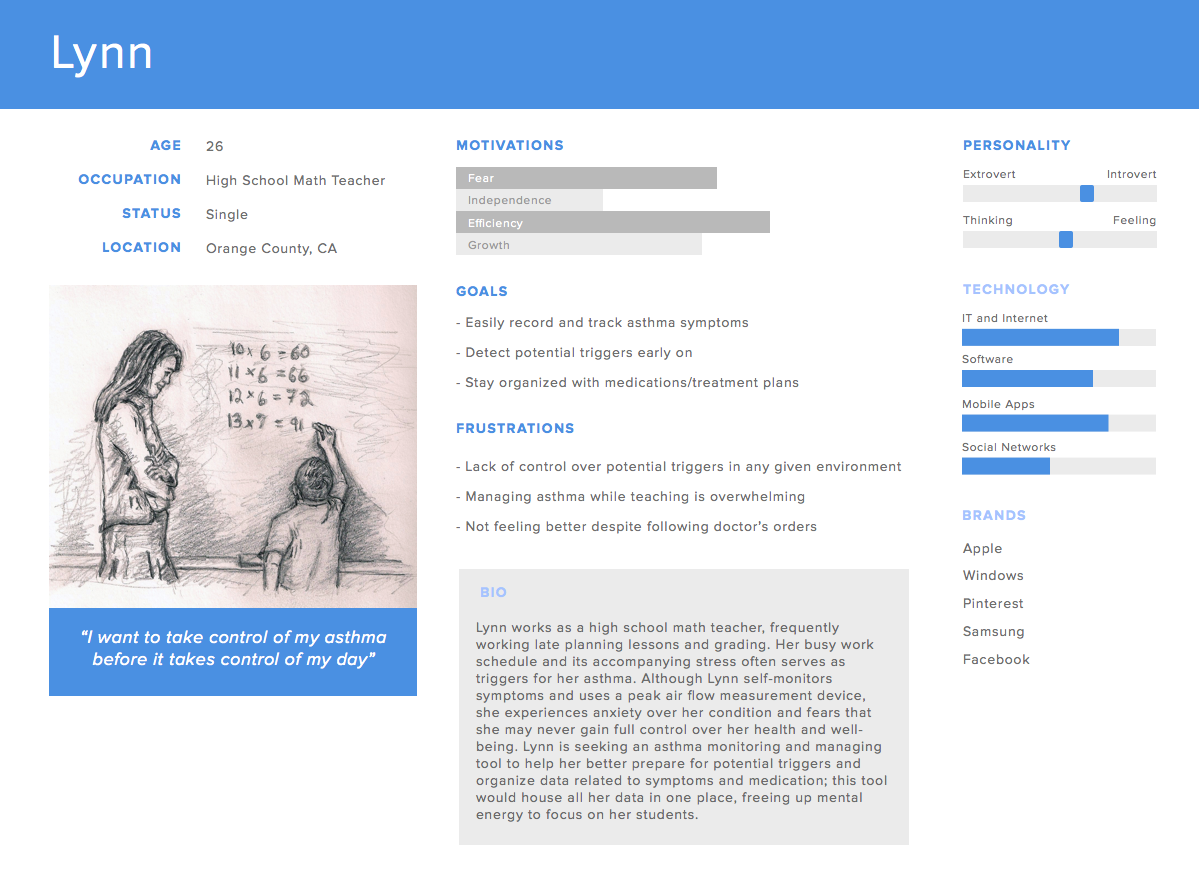 Lynn
AGE 26
OCCUPATION High School Math Teacher
STATUS Single
LOCATION Orange County, CA
10 x 6 = 60
11 x 6 = 66
12 x 6 = 72
13 x 7 = 91
“I want to take control of my asthma
before it takes control of my day”
MOTIVATIONS
Fear
Independence
Efficiency
Growth
GOALS
- Easily record and track asthma symptoms
- Detect potential triggers early on
- Stay organized with medications/treatment plans
FRUSTRATIONS
- Lack of control over potential triggers in any given environment
- Managing asthma while teaching is overwhelming
- Not feeling better despite following doctor’s orders
BIO
Lynn works as a high school math teacher, frequently
working late planning lessons and grading. Her busy work
schedule and its accompanying stress often serves as
triggers for her asthma. Although Lynn self-monitors
symptoms and uses a peak air flow measurement device,
she experiences anxiety over her condition and fears that
she may never gain full control over her health and well-
being. Lynn is seeking an asthma monitoring and managing
tool to help her better prepare for potential triggers and
organize data related to symptoms and medication; this tool
would house all her data in one place, freeing up mental
energy to focus on her students.
PERSONALITY
Extrovert Introvert
Thinking Feeling
TECHNOLOGY
IT and Internet
Software
Mobile Apps
Social Networks
BRANDS
Apple
Windows
Pinterest
Samsung
Facebook